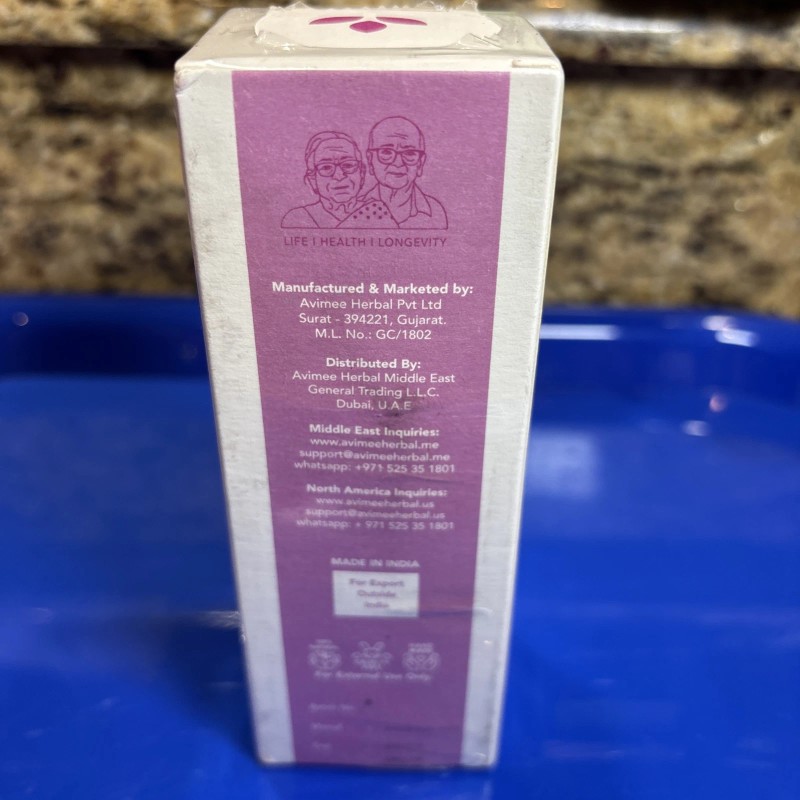 LIFE I HEALTH I LONGEVITY
Manufactured & Marketed by:
Avimee Herbal Pvt Ltd
Surat - 394221, Gujarat.
M.L. No.: GC/1802
Distributed By:
Avimee Herbal Middle East
General Trading L.L.C.
Dubai, U.A.E
Middle East Inquiries:
www.avimeeherbal.me
support@avimeeherbal.me
whatsapp: +971 525 35 1801
North America Inquiries:
www.avimeeherbal.us
support@avimeeherbal.us
whatsapp: + 971 525 35 1801
MADE IN INDIA
For Export
Outside
India
For External use Only